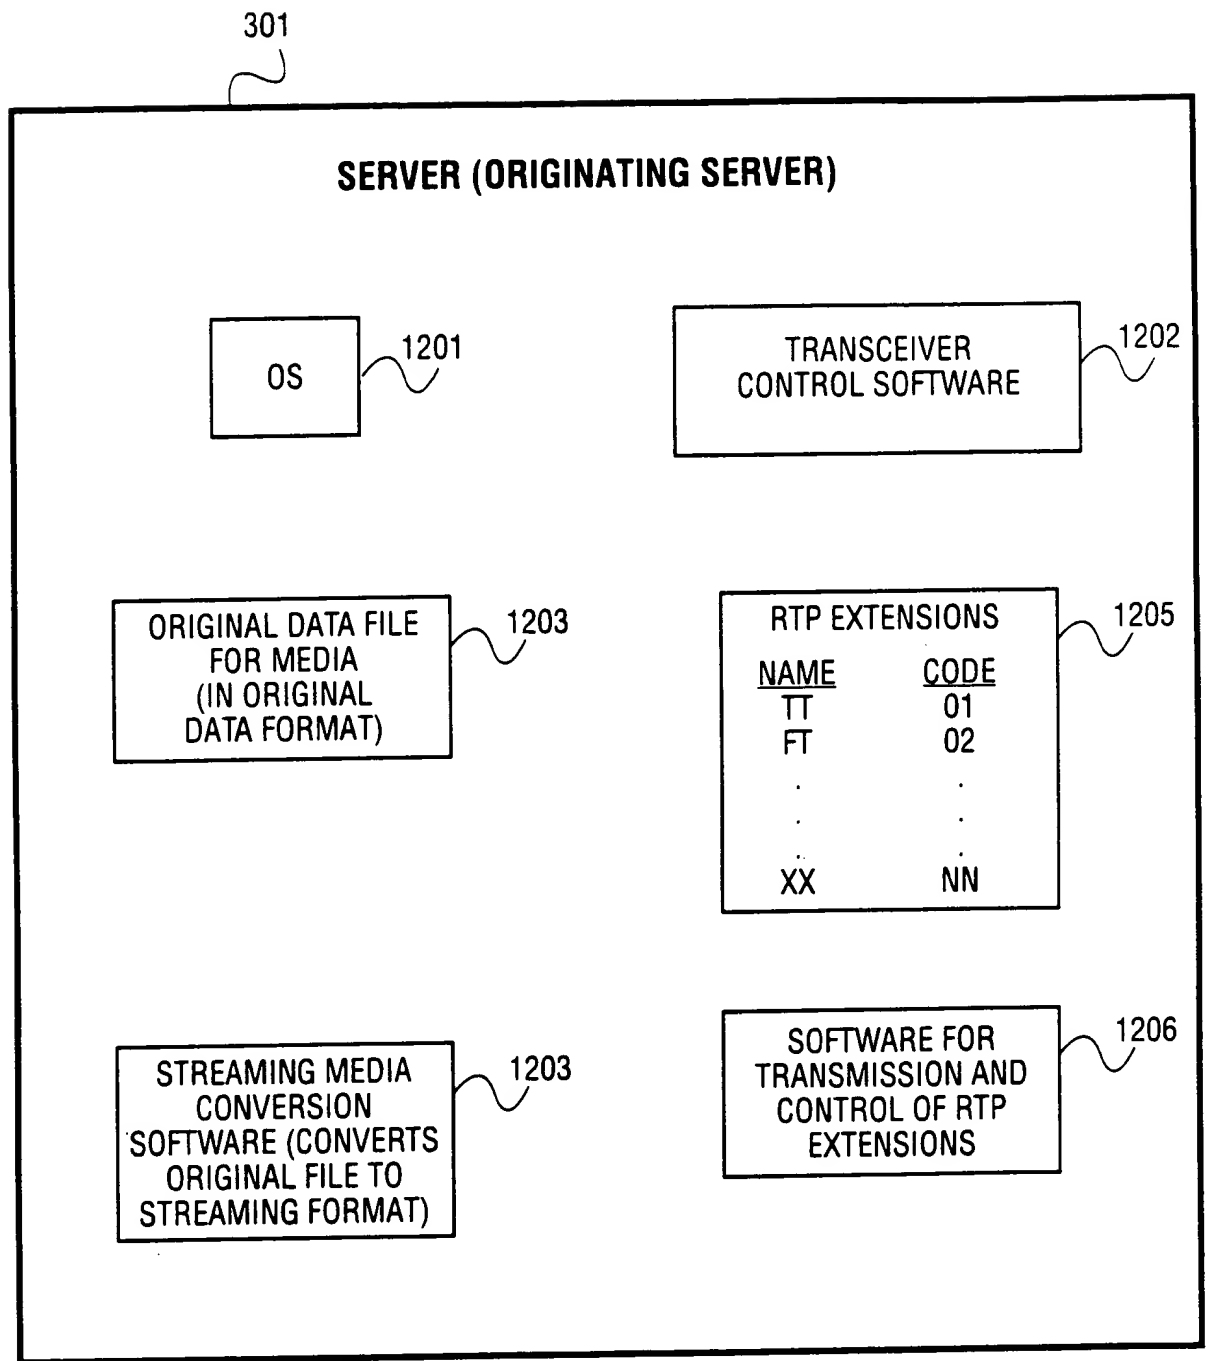 301
SERVER (ORIGINATING SERVER)
OS
1201
TRANSCEIVER
CONTROL SOFTWARE
1202
ORIGINAL DATA FILE
FOR MEDIA
(IN ORIGINAL
DATA FORMAT)
1203
RTP EXTENSIONS
NAME CODE
TT 01
FT 02
. .
. .
. .
XX NN
1205
STREAMING MEDIA
CONVERSION
SOFTWARE (CONVERTS
ORIGINAL FILE TO
STREAMING FORMAT)
1203
SOFTWARE FOR
TRANSMISSION AND
CONTROL OF RTP
EXTENSIONS
1206